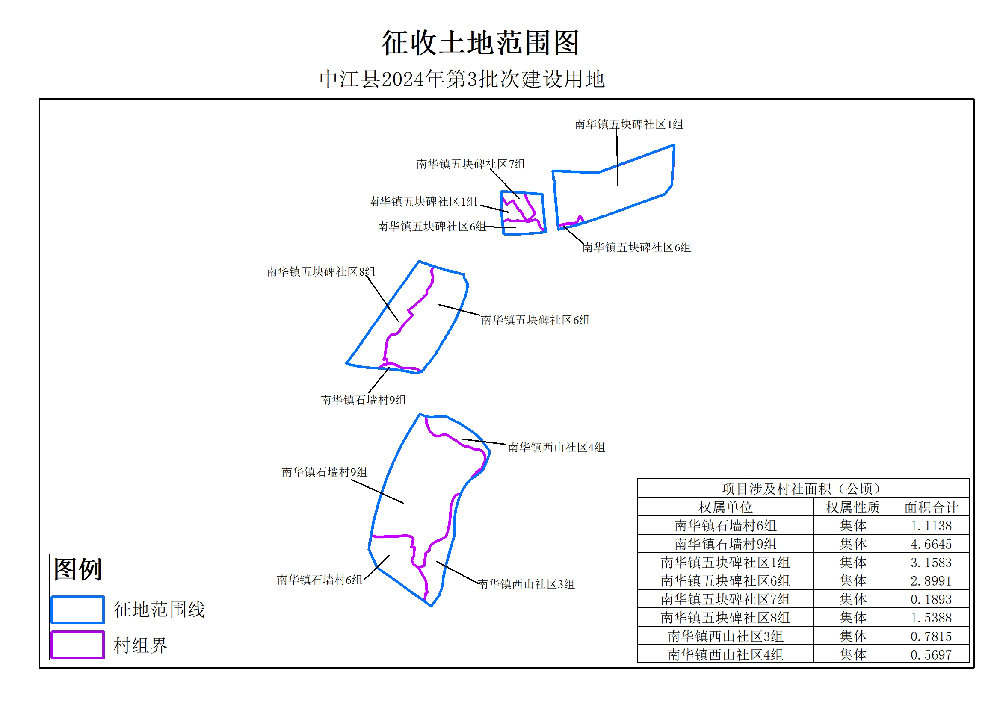 征收土地范围图
中江县2024年第3批次建设用地
南华镇五块碑社区1组
南华镇五块碑社区7组
南华镇五块碑社区1组
南华镇五块碑社区6组
南华镇五块碑社区6组
南华镇五块碑社区8组
南华镇五块碑社区6组
南华镇石墙村9组
南华镇西山社区4组
南华镇石墙村9组
南华镇石墙村6组
南华镇西山社区3组
图例
征地范围线
村组界
项目涉及村社面积（公顷）
权属单位 权属性质 面积合计
南华镇石墙村6组 集体 1.1138
南华镇石墙村9组 集体 4.6645
南华镇五块碑社区1组 集体 3.1583
南华镇五块碑社区6组 集体 2.8991
南华镇五块碑社区7组 集体 0.1893
南华镇五块碑社区8组 集体 1.5388
南华镇西山社区3组 集体 0.7815
南华镇西山社区4组 集体 0.5697